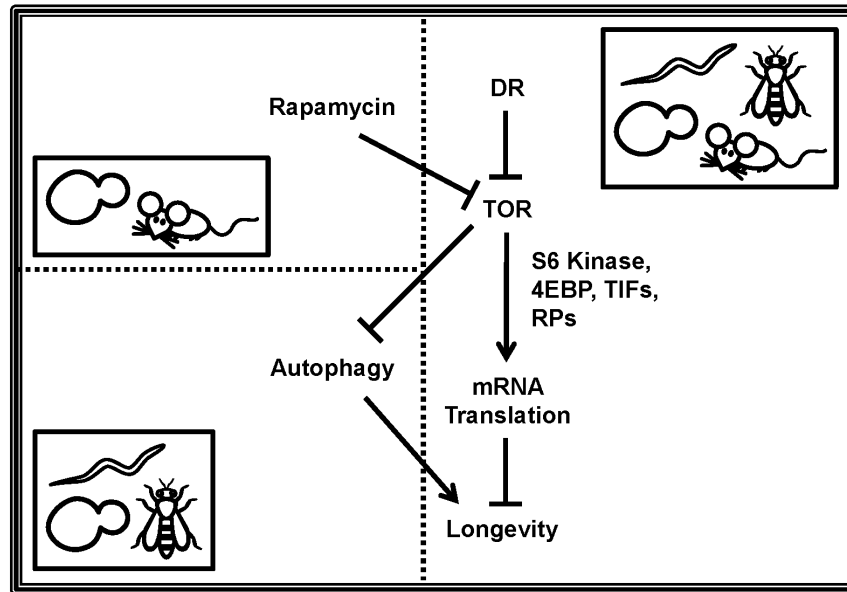 DR
Rapamycin
TOR
S6 Kinase,
4EBP, TIFs,
RPs
Autophagy
mRNA
Translation
Longevity